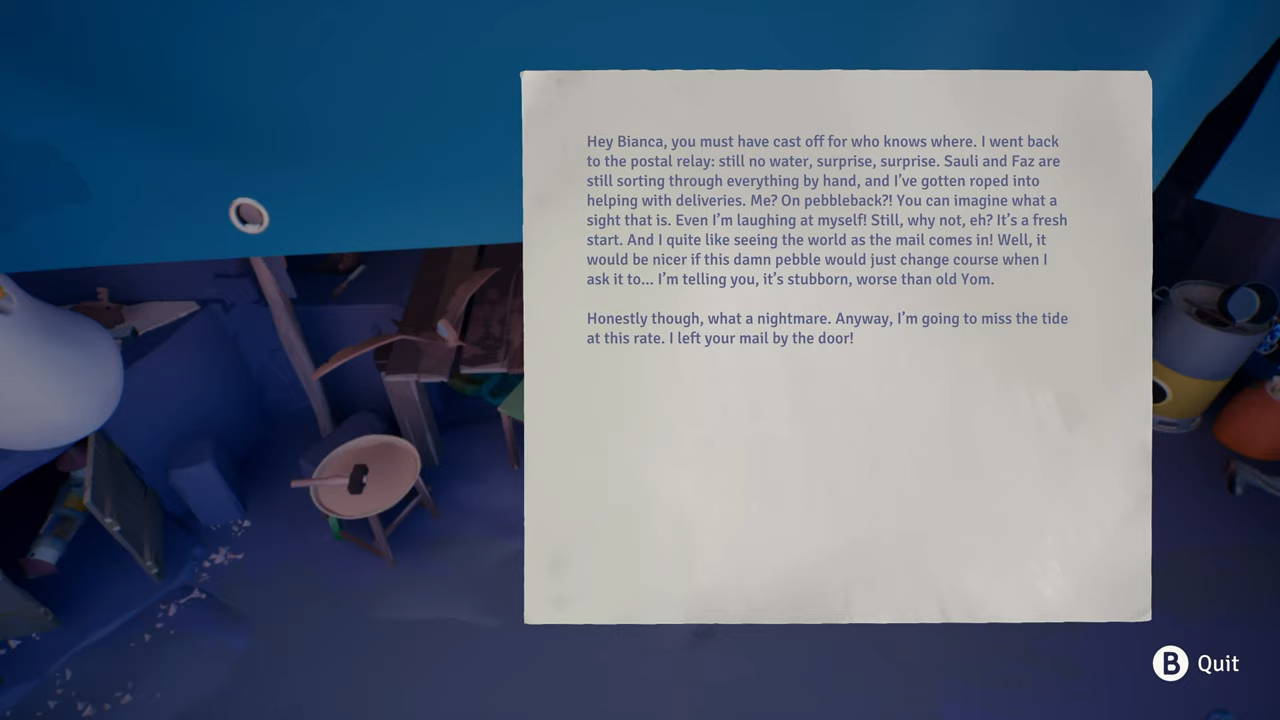 Hey Bianca, you must have cast off for who knows where. I went back
to the postal relay: still no water, surprise, surprise. Sauli and Faz are
still sorting through everything by hand, and I’ve gotten roped into
helping with deliveries. Me? On pebbleback?! You can imagine what a
sight that is. Even I’m laughing at myself! Still, why not, eh? It’s a fresh
start. And I quite like seeing the world as the mail comes in! Well, it
would be nicer if this damn pebble would just change course when I
ask it to... I’m telling you, it’s stubborn, worse than old Yom.
Honestly though, what a nightmare. Anyway, I’m going to miss the tide
at this rate. I left your mail by the door!
B Quit